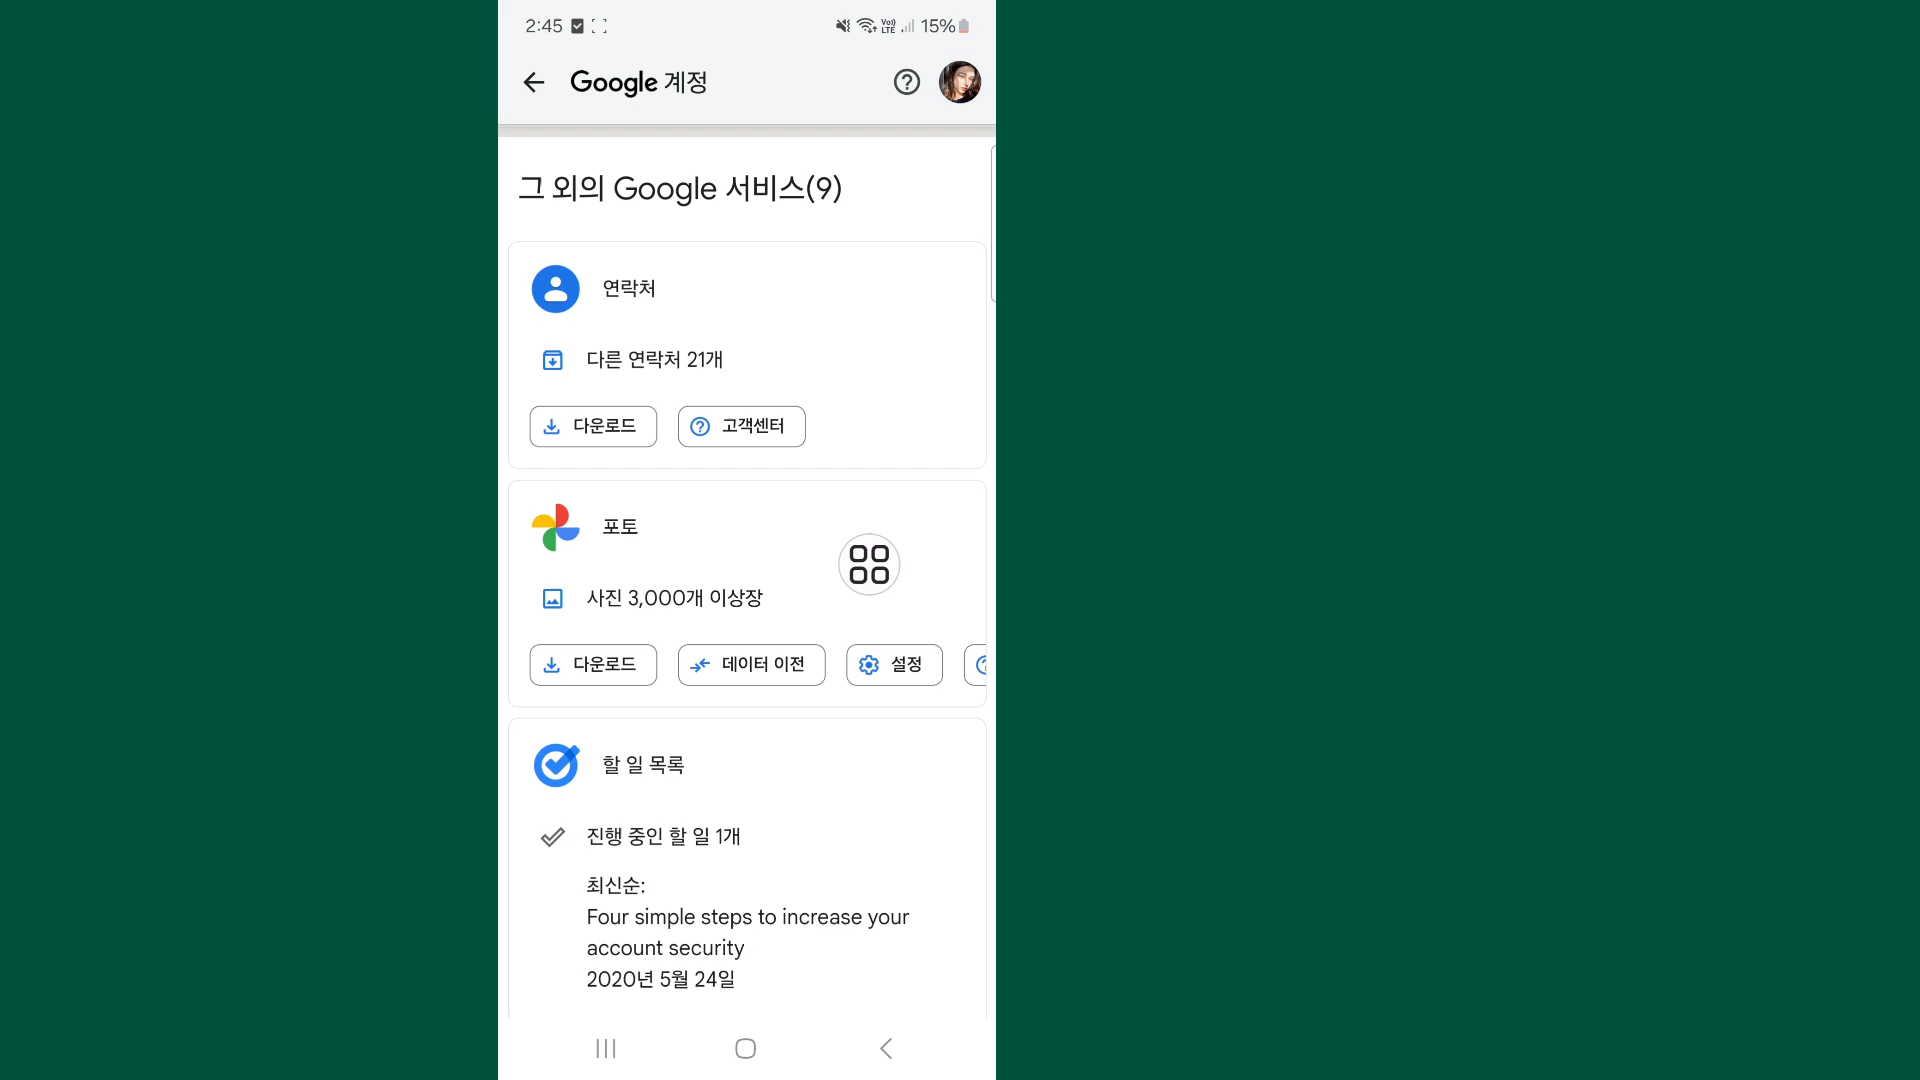 2:45
Vo)) LTE 15%
Google 계정
그 외의 Google 서비스(9)
연락처
다른 연락처 21개
다운로드 고객센터
포토
사진 3,000개 이상장
다운로드 데이터 이전 설정
할 일 목록
진행 중인 할 일 1개
최신순:
Four simple steps to increase your
account security
2020년 5월 24일